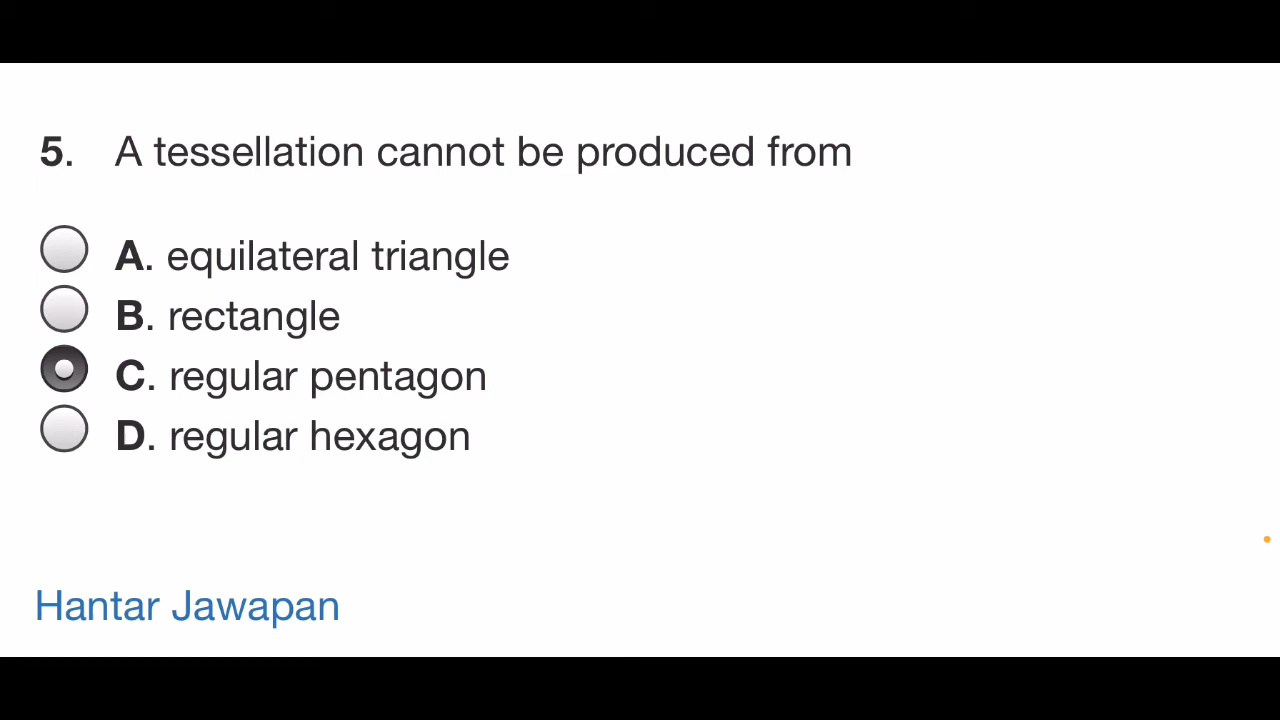 5. A tessellation cannot be produced from
A. equilateral triangle
B. rectangle
C. regular pentagon
D. regular hexagon
Hantar Jawapan